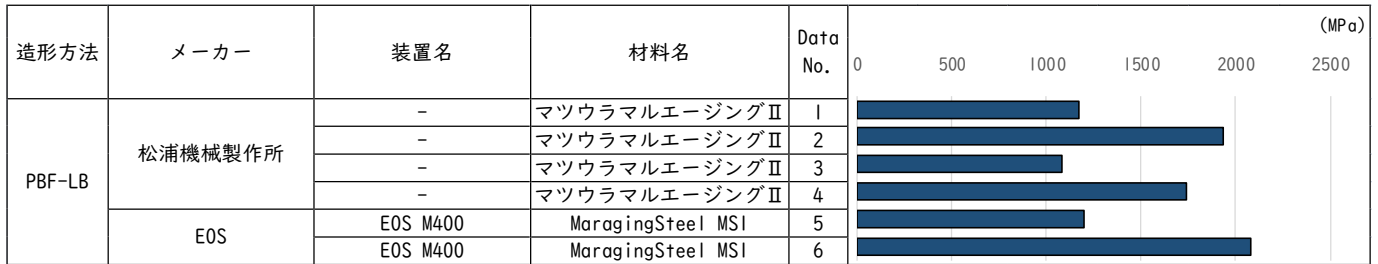 造形方法 メーカー 装置名 材料名 Data No. (MPa)
0 500 1000 1500 2000 2500
PBF-LB 松浦機械製作所 - マツウラマルエージングⅡ 1
- マツウラマルエージングⅡ 2
- マツウラマルエージングⅡ 3
- マツウラマルエージングⅡ 4
EOS EOS M400 MaragingSteel MS1 5
EOS M400 MaragingSteel MS1 6